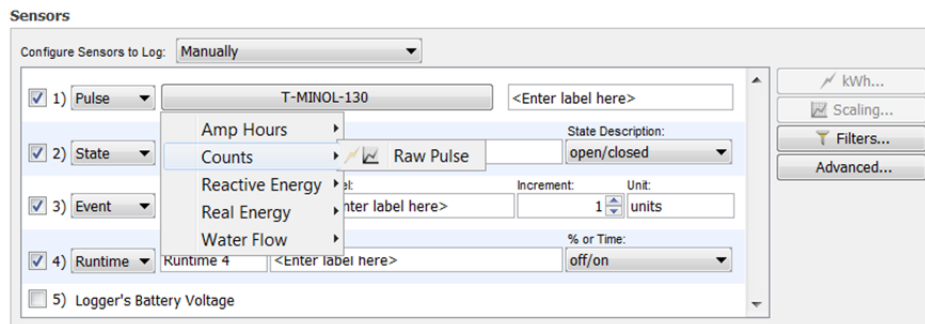 Sensors
Configure Sensors to Log: Manually
kWh...
1) Pulse T-MINOL-130 <Enter label here>
Scaling...
Amp Hours
State Description:
Filters...
2) State Counts Raw Pulse open/closed
Advanced...
Reactive Energy Increment: Unit:
3) Event Real Energy label here> 1 units
Water Flow % or Time:
4) Runtime Runtime 4 <Enter label here> off/on
5) Logger's Battery Voltage